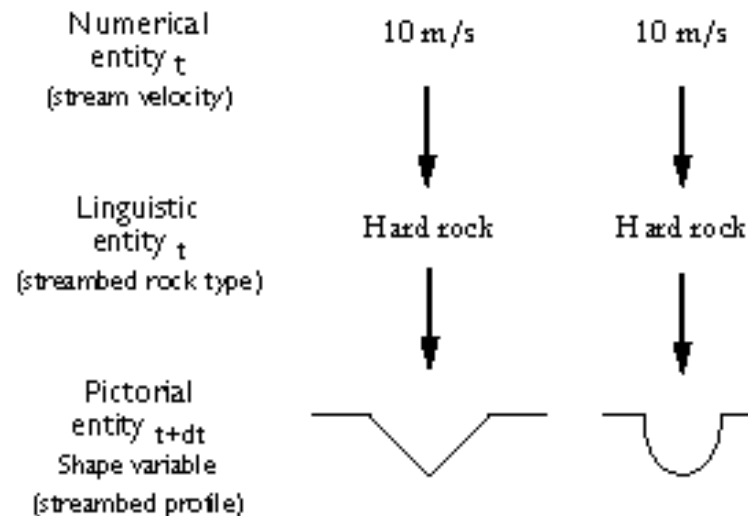 Numerical
entity t
(stream velocity)
10 m/s
10 m/s
Linguistic
entity t
(streambed rock type)
Hard rock
Hard rock
Pictorial
entity t+dt
Shape variable
(streambed profile)